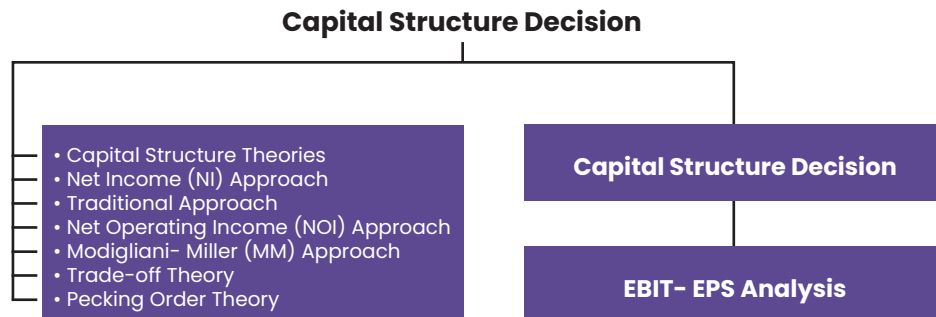 Capital Structure Decision
• Capital Structure Theories
• Net Income (NI) Approach
• Traditional Approach
• Net Operating Income (NOI) Approach
• Modigliani- Miller (MM) Approach
• Trade-off Theory
• Pecking Order Theory
Capital Structure Decision
EBIT- EPS Analysis